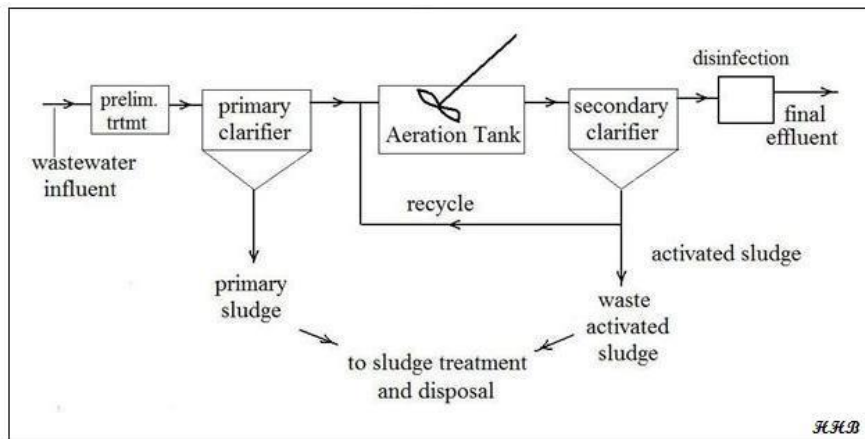 disinfection
prelim.
trtmt
primary
clarifier
Aeration Tank
secondary
clarifier
final
effluent
wastewater
influent
recycle
activated sludge
primary
sludge
waste
activated
sludge
to sludge treatment
and disposal
HHB